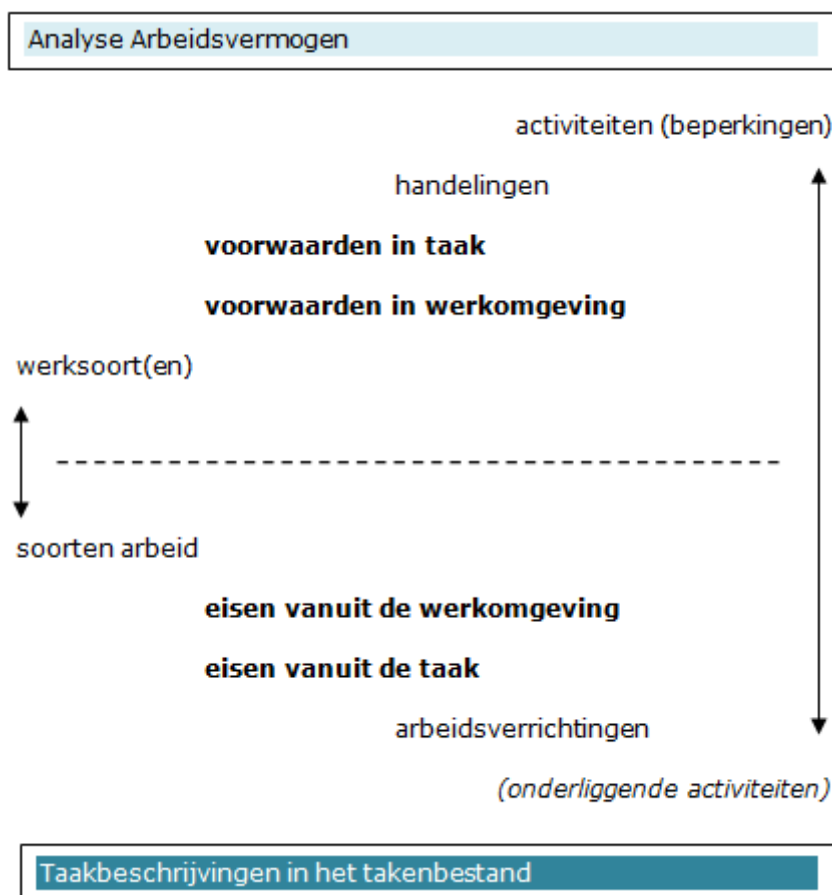 Analyse Arbeidsvermogen
activiteiten (beperkingen)
handelingen
voorwaarden in taak
voorwaarden in werkomgeving
werksoort(en)
soorten arbeid
eisen vanuit de werkomgeving
eisen vanuit de taak
arbeidsverrichtingen
(onderliggende activiteiten)
Taakbeschrijvingen in het takenbestand